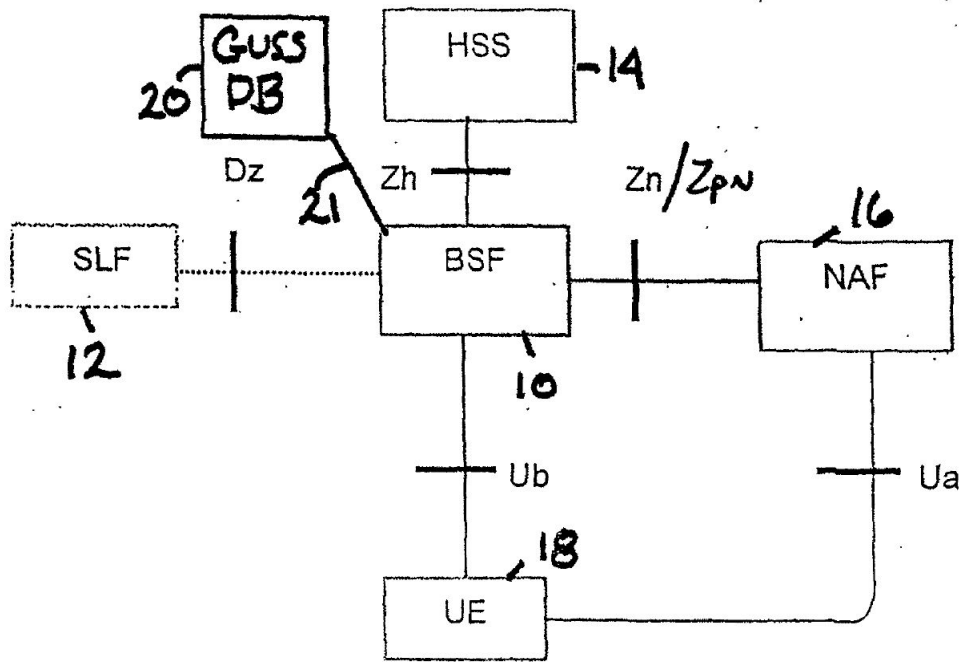 GUSS
DB
20
HSS
14
Dz
21
Zh
Zn/ZPN
16
SLF
12
BSF
10
NAF
Ub
Ua
18
UE